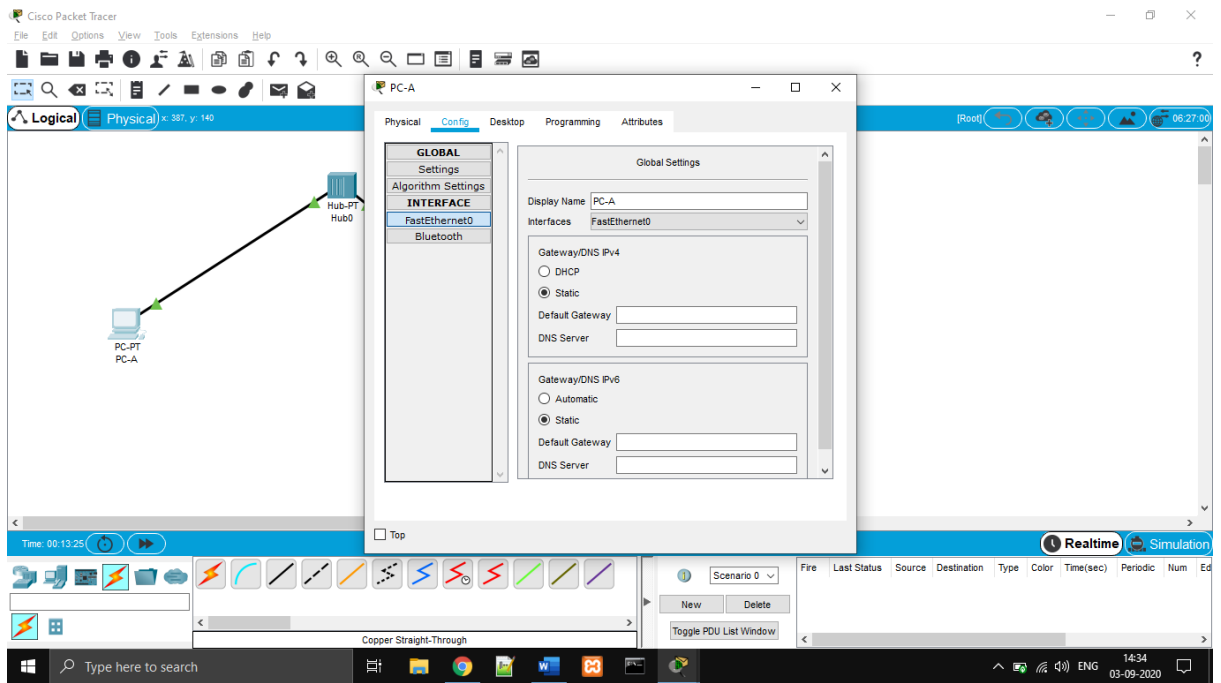 Cisco Packet Tracer
File Edit Options View Tools Extensions Help
?
Logical Physical x: 387, y: 140
[Root] 06:27:00
Hub-PT
Hub0
PC-PT
PC-A
PC-A
Physical Config Desktop Programming Attributes
GLOBAL
Settings
Algorithm Settings
INTERFACE
FastEthernet0
Bluetooth
Global Settings
Display Name PC-A
Interfaces FastEthernet0
Gateway/DNS IPv4
DHCP
Static
Default Gateway
DNS Server
Gateway/DNS IPv6
Automatic
Static
Default Gateway
DNS Server
Top
Time: 00:13:25
Realtime Simulation
Copper Straight-Through
Scenario 0
New Delete
Toggle PDU List Window
Fire Last Status Source Destination Type Color Time(sec) Periodic Num Ed
Type here to search
ENG
14:34
03-09-2020